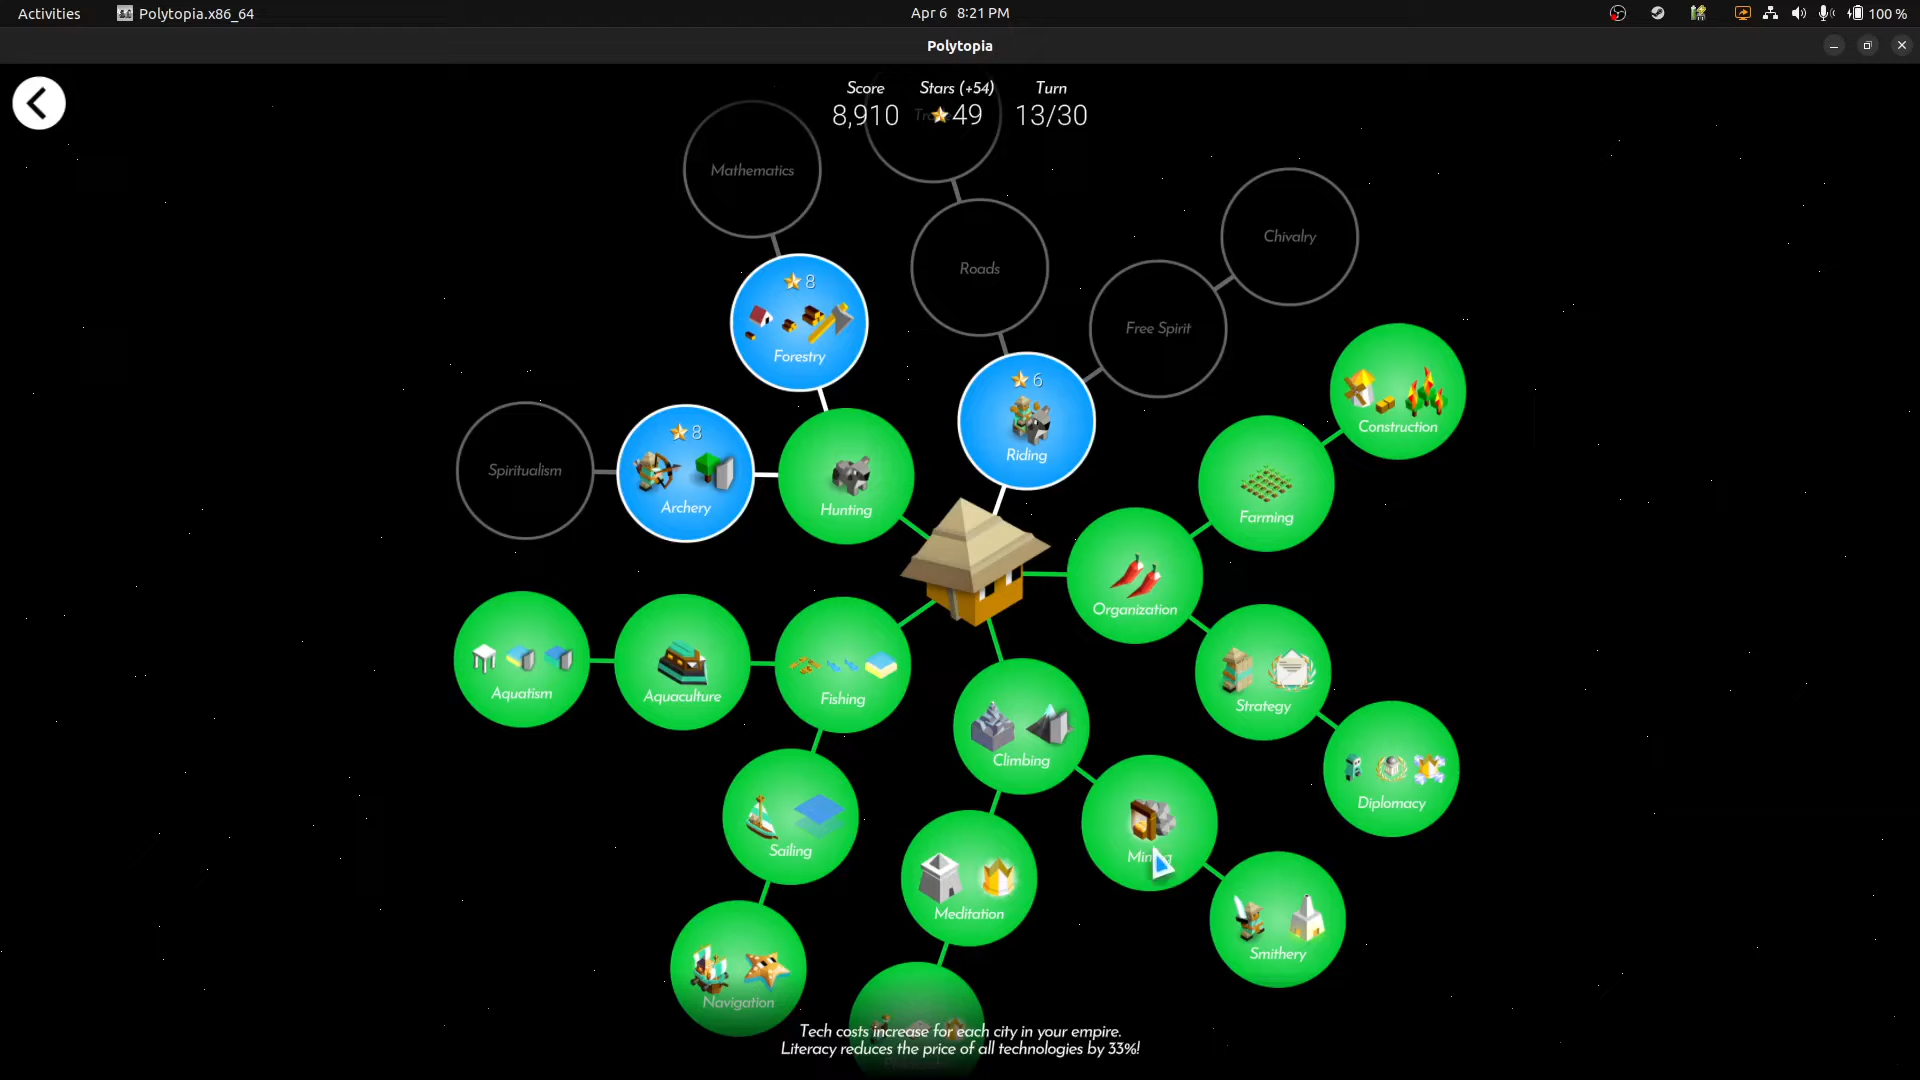 Activities
Polytopia.x86_64
Apr 6 8:21 PM
100 %
Polytopia
Score
Stars (+54)
Turn
8,910
49
13/30
Mathematics
Chivalry
Roads
8
Free Spirit
Forestry
6
Construction
8
Riding
Spiritualism
Archery
Hunting
Farming
Organization
Aquatism
Aquaculture
Fishing
Strategy
Climbing
Diplomacy
Sailing
Meditation
Smithery
Navigation
Tech costs increase for each city in your empire.
Literacy reduces the price of all technologies by 33%!